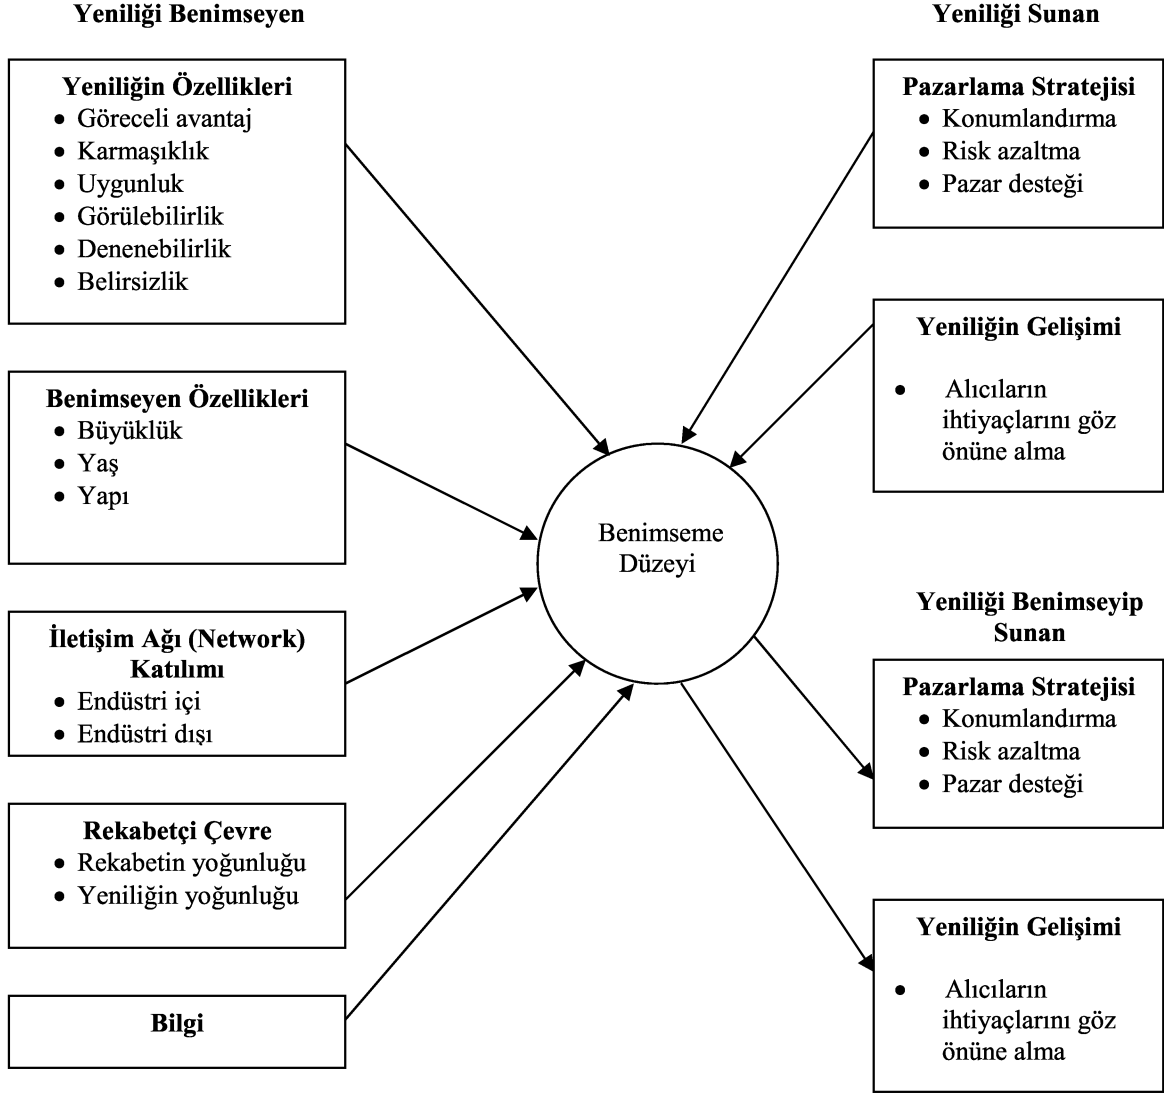 Yeniliği Benimseyen
Yeniliğin Özellikleri
• Göreceli avantaj
• Karmaşıklık
• Uygunluk
• Görülebilirlik
• Denenebilirlik
• Belirsizlik
Benimseyen Özellikleri
• Büyüklük
• Yaş
• Yapı
İletişim Ağı (Network)
Katılımı
• Endüstri içi
• Endüstri dışı
Rekabetçi Çevre
• Rekabetin yoğunluğu
• Yeniliğin yoğunluğu
Bilgi
Benimseme
Düzeyi
Yeniliği Sunan
Pazarlama Stratejisi
• Konumlandırma
• Risk azaltma
• Pazar desteği
Yeniliğin Gelişimi
• Alıcıların
ihtiyaçlarını göz
önüne alma
Yeniliği Benimseyip
Sunan
Pazarlama Stratejisi
• Konumlandırma
• Risk azaltma
• Pazar desteği
Yeniliğin Gelişimi
• Alıcıların
ihtiyaçlarını göz
önüne alma